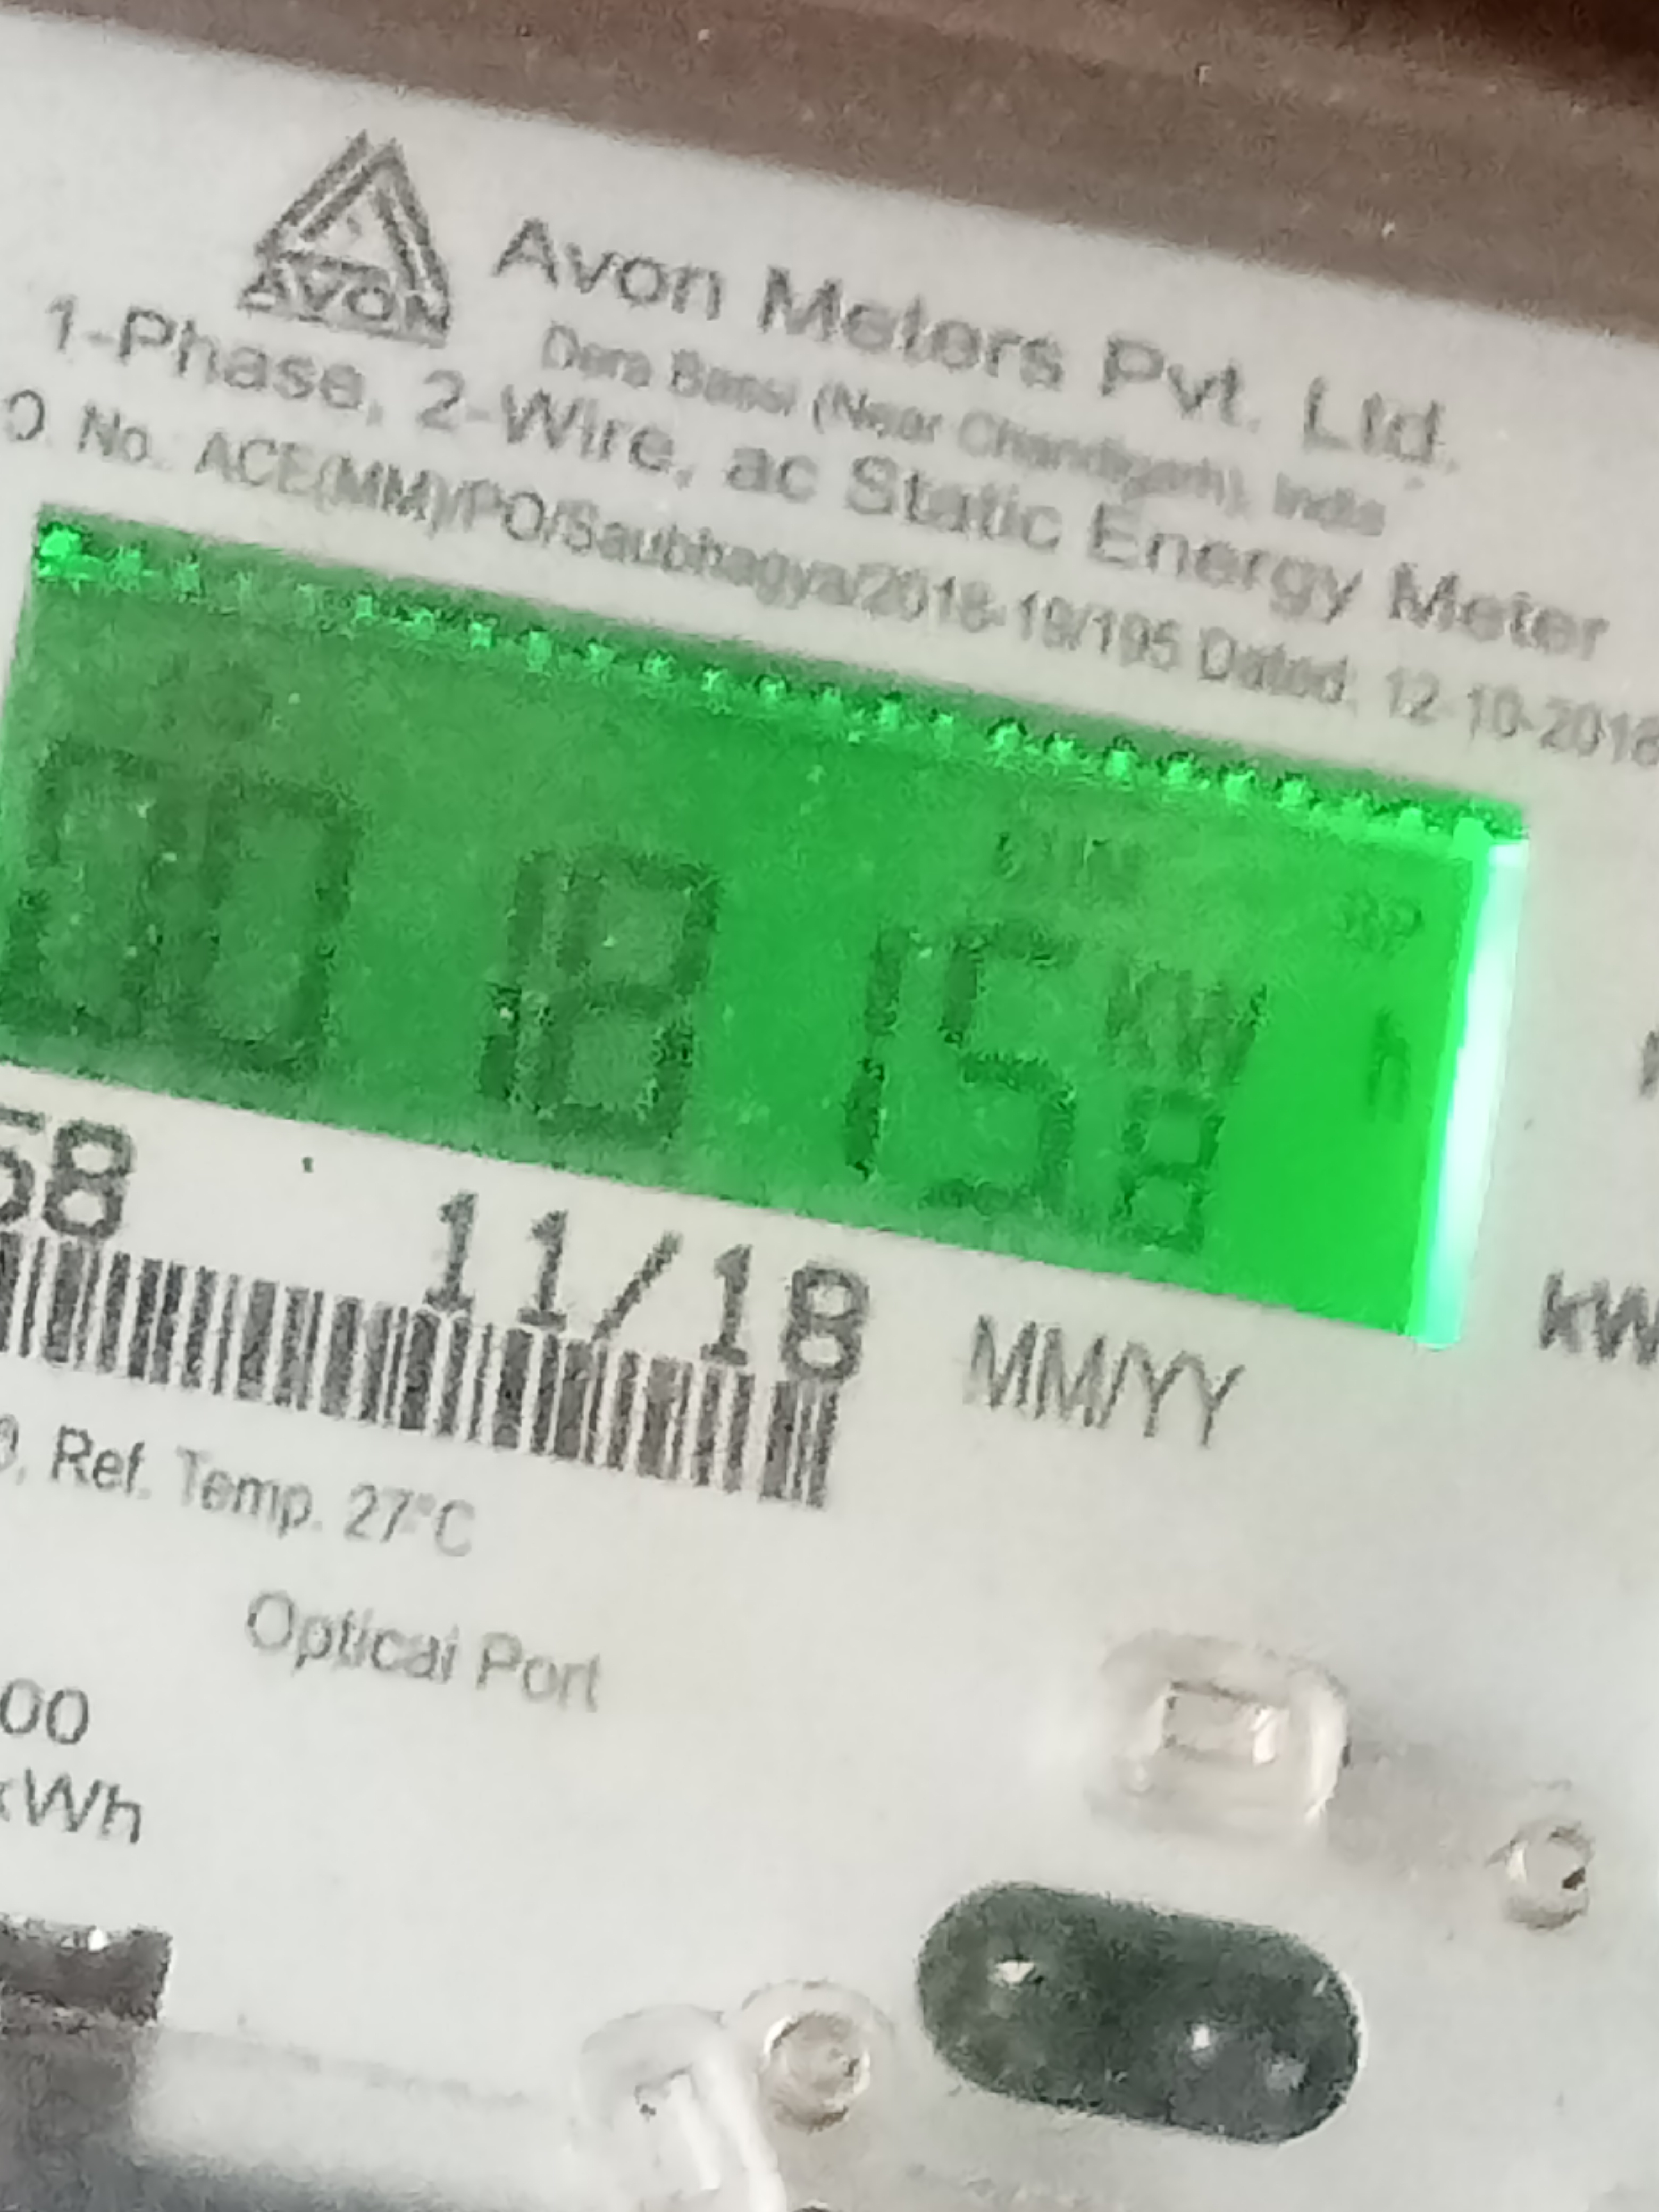 AVON
Avon Meters Pvt. Ltd.
Dera Bassi (Near Chandigarh), India
1-Phase, 2-Wire, ac Static Energy Meter
O. No.: ACE(MM)/PO/Saubhagya/2018-19/195 Dated: 12-10-2018
h
58 11/18 MM/YY
kW
Ref. Temp. 27°C
Optical Port
00
kWh